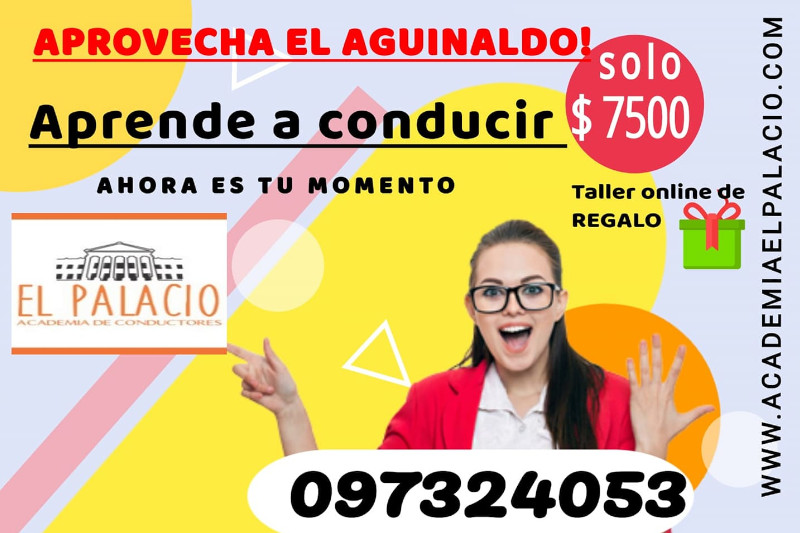 APROVECHA EL AGUINALDO!
solo
$ 7500
Aprende a conducir
AHORA ES TU MOMENTO
Taller online de
REGALO
EL PALACIO
ACADEMIA DE CONDUCTORES
097324053
WWW.ACADEMIAELPALACIO.COM